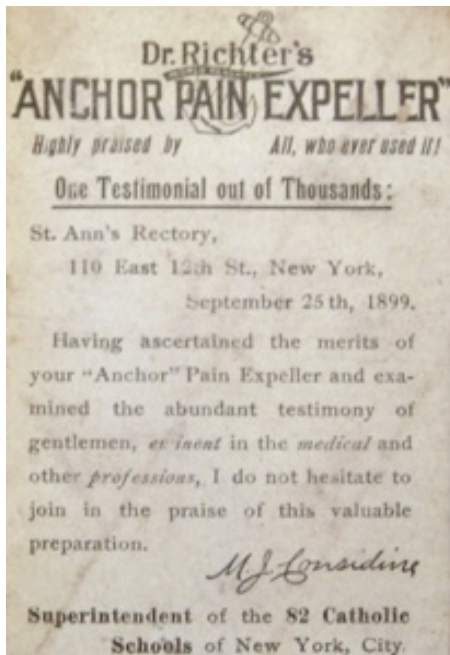 Dr. Richter's
"ANCHOR PAIN EXPELLER"
Highly praised by All, who ever used it!
One Testimonial out of Thousands:
St. Ann's Rectory,
110 East 12th St., New York,
September 25th, 1899.
Having ascertained the merits of
your "Anchor" Pain Expeller and exa-
mined the abundant testimony of
gentlemen, eminent in the medical and
other professions, I do not hesitate to
join in the praise of this valuable
preparation.
M. J. Considine
Superintendent of the 82 Catholic
Schools of New York, City.